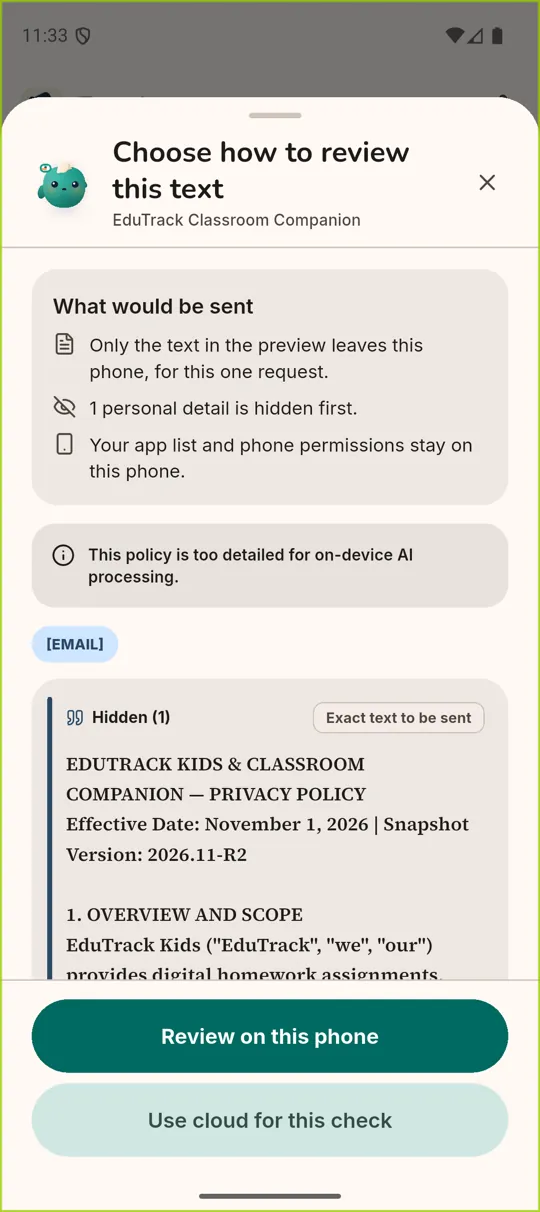 11:33
Choose how to review
this text
EduTrack Classroom Companion
What would be sent
Only the text in the preview leaves this
phone, for this one request.
1 personal detail is hidden first.
Your app list and phone permissions stay on
this phone.
This policy is too detailed for on-device AI
processing.
[EMAIL]
Hidden (1)
Exact text to be sent
EDUTRACK KIDS & CLASSROOM
COMPANION — PRIVACY POLICY
Effective Date: November 1, 2026 | Snapshot
Version: 2026.11-R2
1. OVERVIEW AND SCOPE
EduTrack Kids ("EduTrack", "we", "our")
provides digital homework assignments,
Review on this phone
Use cloud for this check